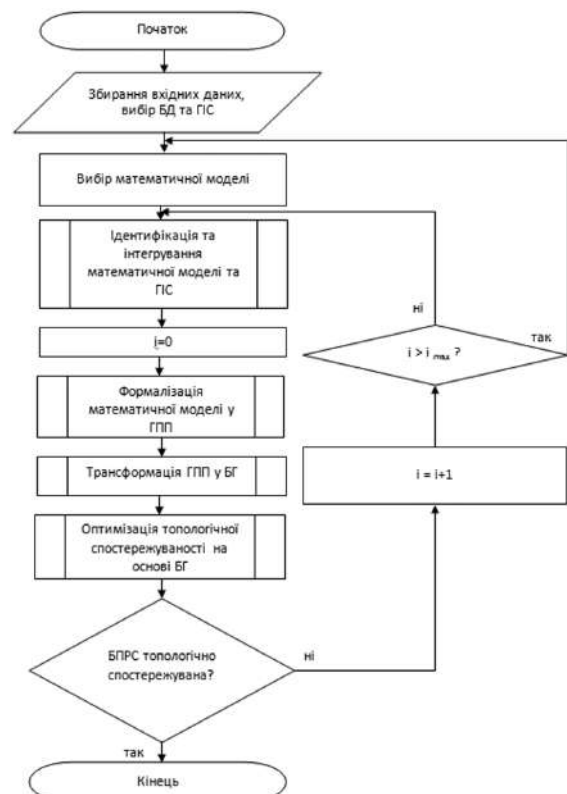 Початок
Збирання вхідних даних,
вибір БД та ГІС
Вибір математичної моделі
Ідентифікація та
інтегрування
математичної моделі та
ГІС
i=0
Формалізація
математичної моделі у
ГПП
Трансформація ГПП у БГ
Оптимізація топологічної
спостережуваності на
основі БГ
БПРС топологічно
спостережувана?
так
Кінець
ні
i = i+1
i > i max ?
ні
так